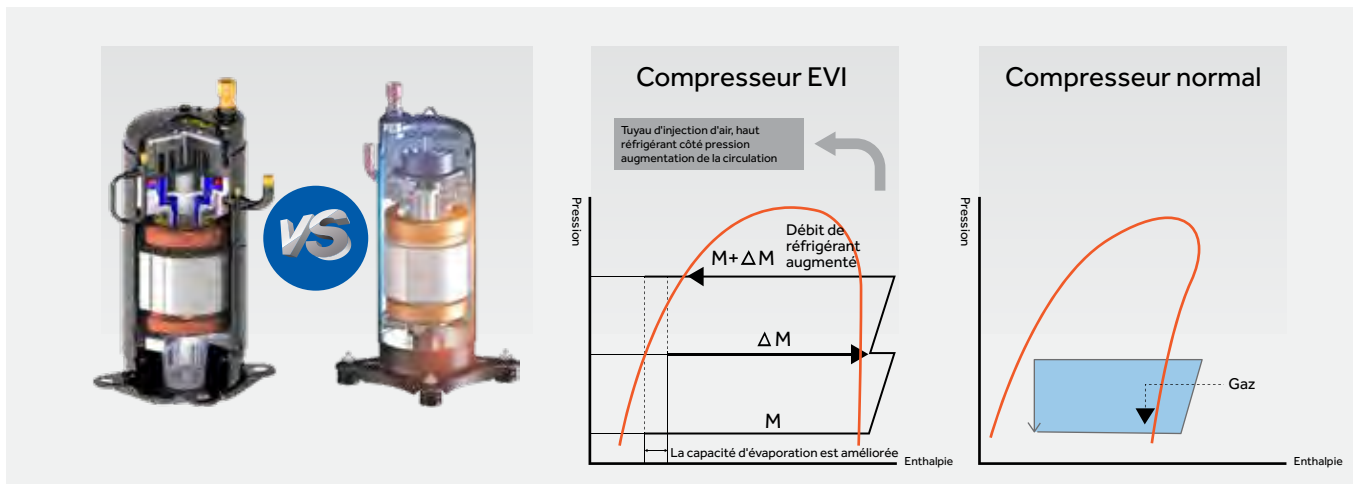 VS
Compresseur EVI
Tuyau d'injection d'air, haut
réfrigérant côté pression
augmentation de la circulation
Pression
Débit de
réfrigérant
augmenté
M+ΔM
ΔM
M
La capacité d'évaporation est améliorée
Enthalpie
Compresseur normal
Pression
Gaz
Enthalpie